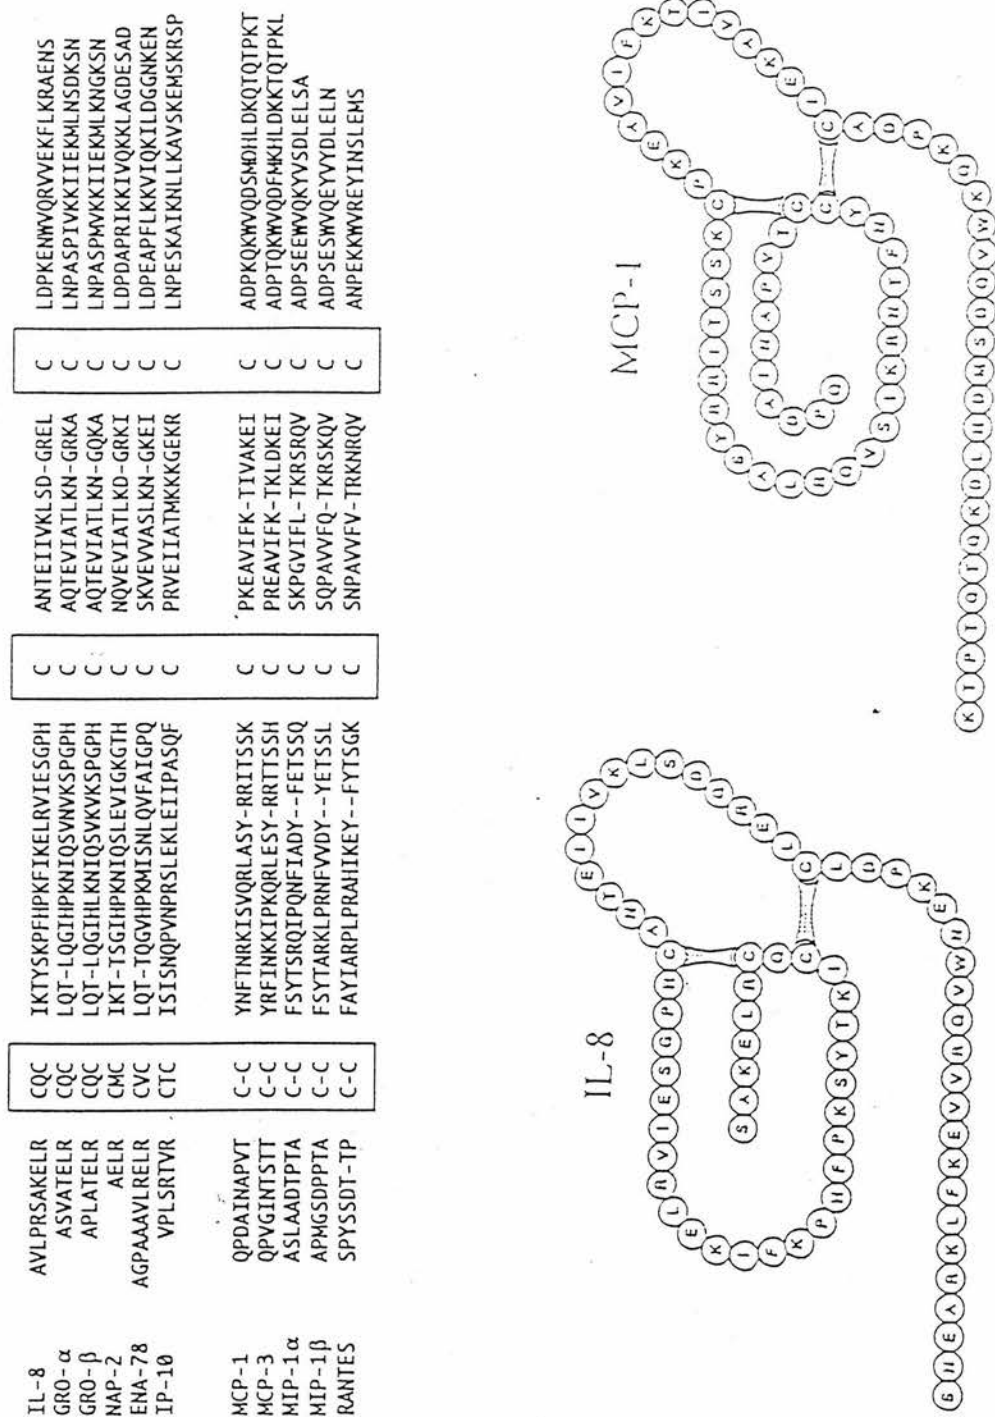 IL-8 AVLPRSAKELR CQC IKTYSKPFHPKFIKELRVIESGPH C ANTEIIVKLSD-GREL C LDPKENWVQRVVEKFLKRAENS
GRO-α ASVATELR CQC LQT-LQGIHPKNIQSVNVKSPGPH C AQTEVIATLKN-GRKA C LNPASPIVKKIIEKMLNSDKSN
GRO-β APLATELR CQC LQT-LQGIHLKNIQSVKVKSPGPH C AQTEVIATLKN-GQKA C LNPASPMVKKIIEKMLKNGKSN
NAP-2 AELR CMC IKT-TSGIHPKNIQSLEVIGKGTH C NQVEVIATLKD-GRKI C LDPDAPRIKKIVQKKLAGDESAD
ENA-78 AGPAAAVLRELR CVC LQT-TQGVHPKMISNLQVFAIGPQ C SKVEVVASLKN-GKEI C LDPEAPFLKKVIQKILDGGNKEN
IP-10 VPLSRTVR CTC ISISNQPVNPRSLEKLEIIPASQF C PRVEIIATMKKKGEKR C LNPESKAIKNLLKAVSKEMSKRSP
MCP-1 QPDAINAPVT C-C YNFTNRKISVQRLASY-RRITSSK C PKEAVIFK-TIVAKEI C ADPKQKWVQDSMDHLDKQTQTPKT
MCP-3 QPVGINTSTT C-C YRFINKKIPKQRLESY-RRTTSSH C PREAVIFK-TKLDKEI C ADPTQKWVQDFMKHLDKKTQTPKL
MIP-1α ASLAADTPTA C-C FSYTSRQIPQNFIADY--FETSSQ C SKPGVIFL-TKRSRQV C ADPSEEWVQKYVSDLELSA
MIP-1β APMGSDPPTA C-C FSYTARKLPRNFVVDY--YETSSL C SQPAVVFQ-TKRSKQV C ADPSESWVQEYVYDLELN
RANTES SPYSSDT-TP C-C FAYIARPLPRAHIKEY--FYTSGK C SNPAVVFV-TRKNRQV C ANPEKKWVREYINSLEMS
IL-8
SAKELRCQCIKTYSKPFHPKFIKELRVIESGPHCANTEIIVKLSDGRELCLDPKENWVQRVVEKFLKRAENS
MCP-1
QPDAINAPVTCCYNFTNRKISVQRLASYRRITSSKCPKEAVIFKTIVAKEICADPKQKWVQDSMDHLDKQTQTPTK